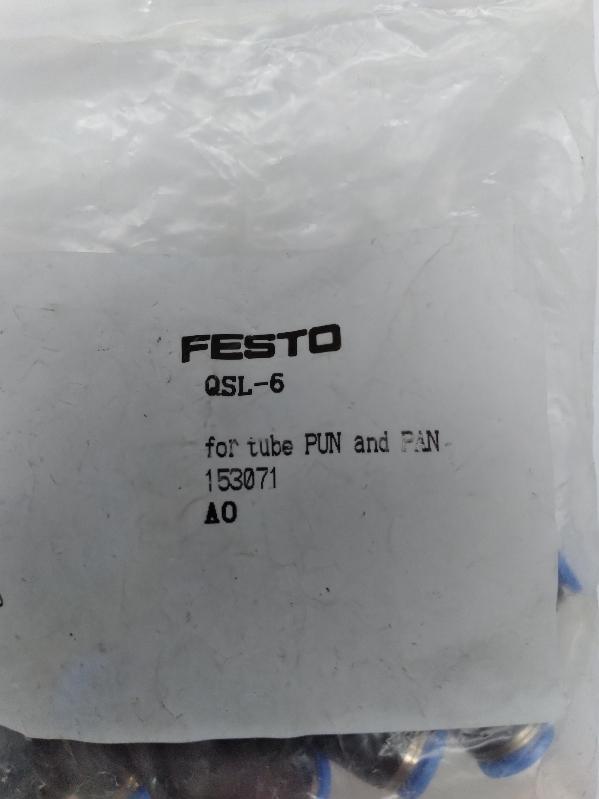 FESTO
QSL-6
for tube PUN and PAN
153071
A0